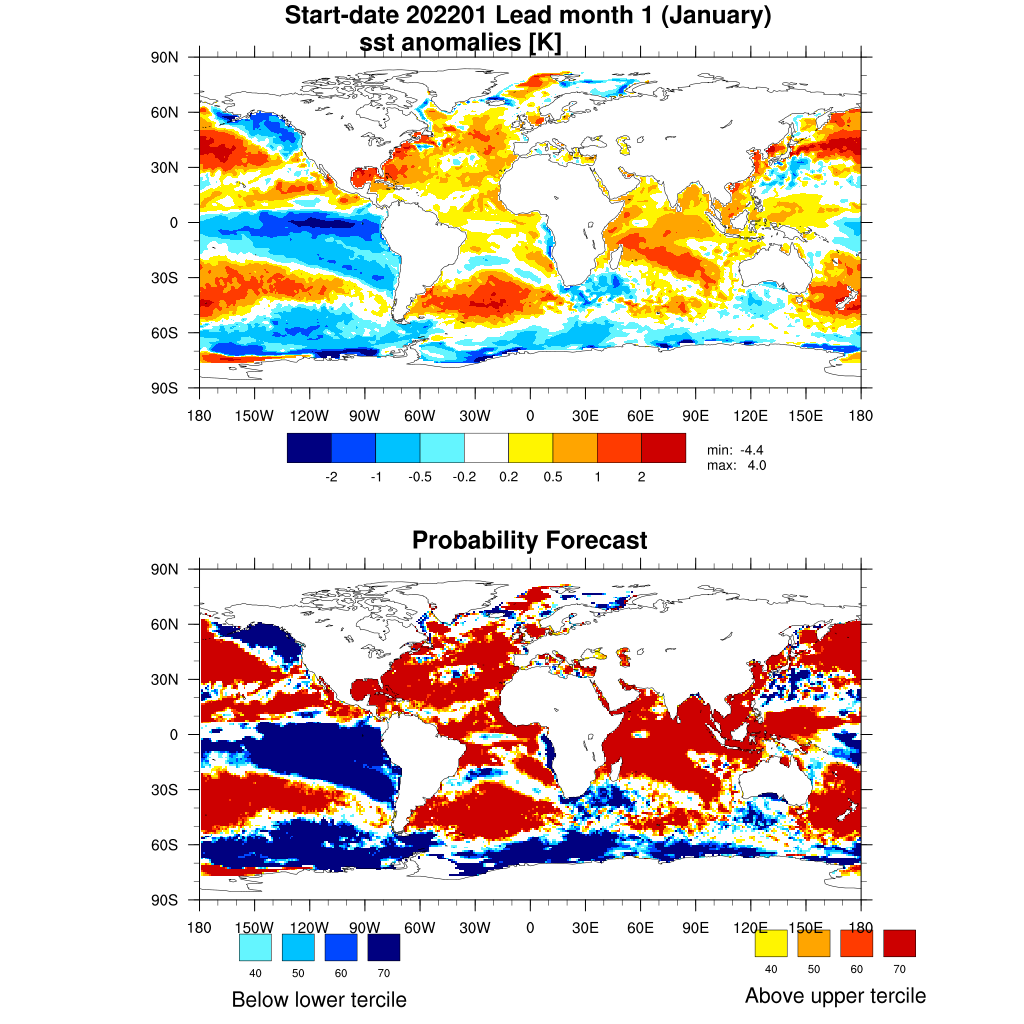 Start-date 202201 Lead month 1 (January)
sst anomalies [K]
90N
60N
30N
0
30S
60S
90S
180 150W 120W 90W 60W 30W 0 30E 60E 90E 120E 150E 180
-2 -1 -0.5 -0.2 0.2 0.5 1 2
min: -4.4
max: 4.0
Probability Forecast
90N
60N
30N
0
30S
60S
90S
180 150W 120W 90W 60W 30W 0 30E 60E 90E 120E 150E 180
40 50 60 70
40 50 60 70
Below lower tercile
Above upper tercile